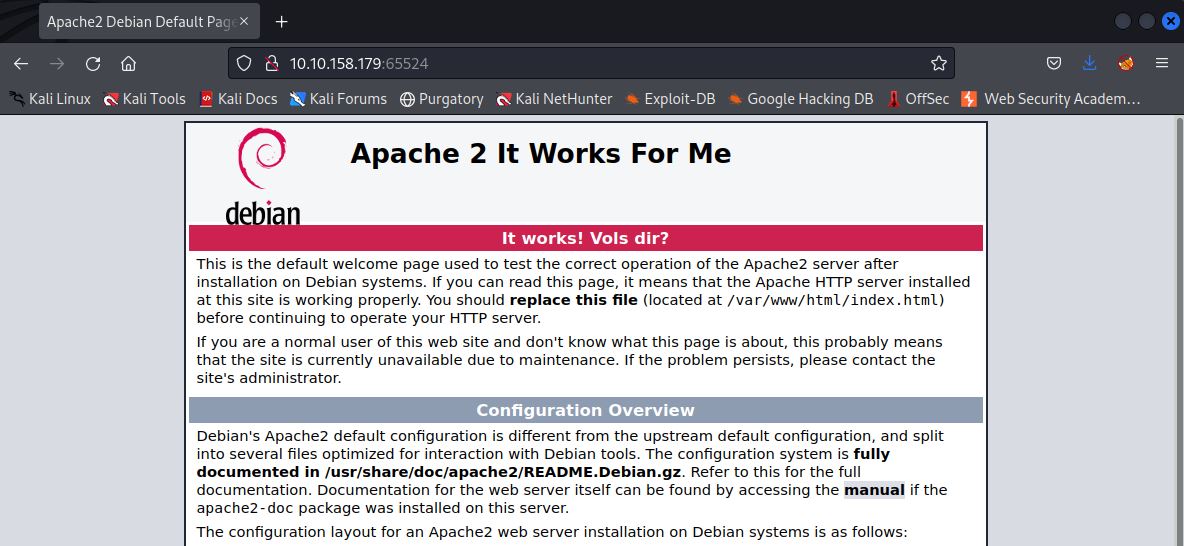 Apache2 Debian Default Page
10.10.158.179:65524
Kali Linux Kali Tools Kali Docs Kali Forums Purgatory Kali NetHunter Exploit-DB Google Hacking DB OffSec Web Security Academ…
Apache 2 It Works For Me
debian
It works! Vols dir?
This is the default welcome page used to test the correct operation of the Apache2 server after
installation on Debian systems. If you can read this page, it means that the Apache HTTP server installed
at this site is working properly. You should replace this file (located at /var/www/html/index.html)
before continuing to operate your HTTP server.
If you are a normal user of this web site and don't know what this page is about, this probably means
that the site is currently unavailable due to maintenance. If the problem persists, please contact the
site's administrator.
Configuration Overview
Debian's Apache2 default configuration is different from the upstream default configuration, and split
into several files optimized for interaction with Debian tools. The configuration system is fully
documented in /usr/share/doc/apache2/README.Debian.gz. Refer to this for the full
documentation. Documentation for the web server itself can be found by accessing the manual if the
apache2-doc package was installed on this server.
The configuration layout for an Apache2 web server installation on Debian systems is as follows: